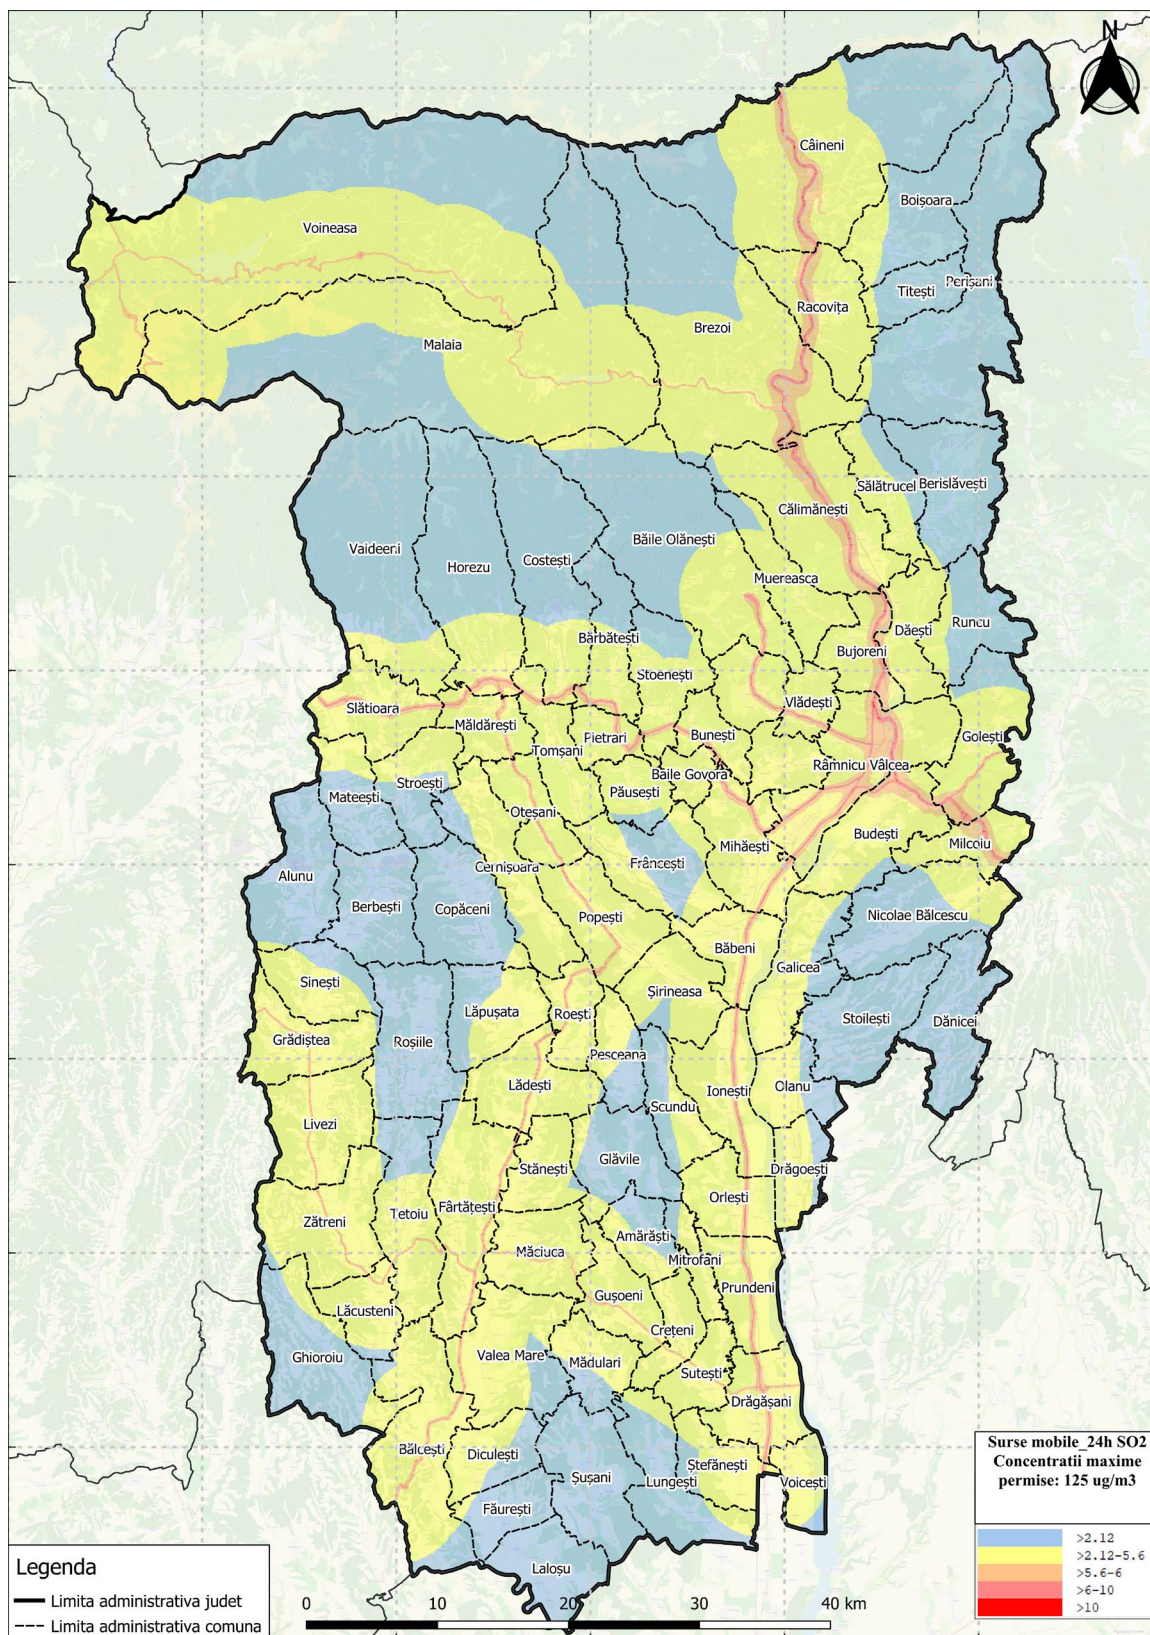 N
Câineni
Boișoara
Voineasa
Titești
Perișani
Racovița
Brezoi
Malaia
Sălătrucel
Berislăvești
Călimănești
Băile Olănești
Vaideeni
Costești
Horezu
Muereasca
Runcu
Dăești
Bărbătești
Bujoreni
Stoenești
Vlădești
Slătioara
Măldărești
Pietrari
Bunești
Golești
Tomșani
Râmnicu Vâlcea
Băile Govora
Stroești
Păușești
Mateești
Oteșani
Budești
Milcoiu
Mihăești
Frâncești
Cernișoara
Alunu
Berbești
Copăceni
Popești
Nicolae Bălcescu
Băbeni
Galicea
Sinești
Șirineasa
Lăpușata
Roești
Stoilești
Dănicei
Grădiștea
Roșiile
Pesceana
Lădești
Ionești
Olanu
Scundu
Livezi
Glăvile
Stănești
Drăgoești
Orlești
Fârtățești
Tetoiu
Zătreni
Amărăști
Măciuca
Mitrofani
Prundeni
Gușoeni
Lăcusteni
Crețeni
Ghioroiu
Valea Mare
Mădulari
Sutești
Drăgășani
Bălcești
Diculești
Ștefănești
Șușani
Lungești
Voicești
Făurești
Laloșu
Surse mobile_24h SO2
Concentratii maxime
permise: 125 ug/m3
>2.12
>2.12-5.6
>5.6-6
>6-10
>10
Legenda
Limita administrativa judet
Limita administrativa comuna
0 10 20 30 40 km